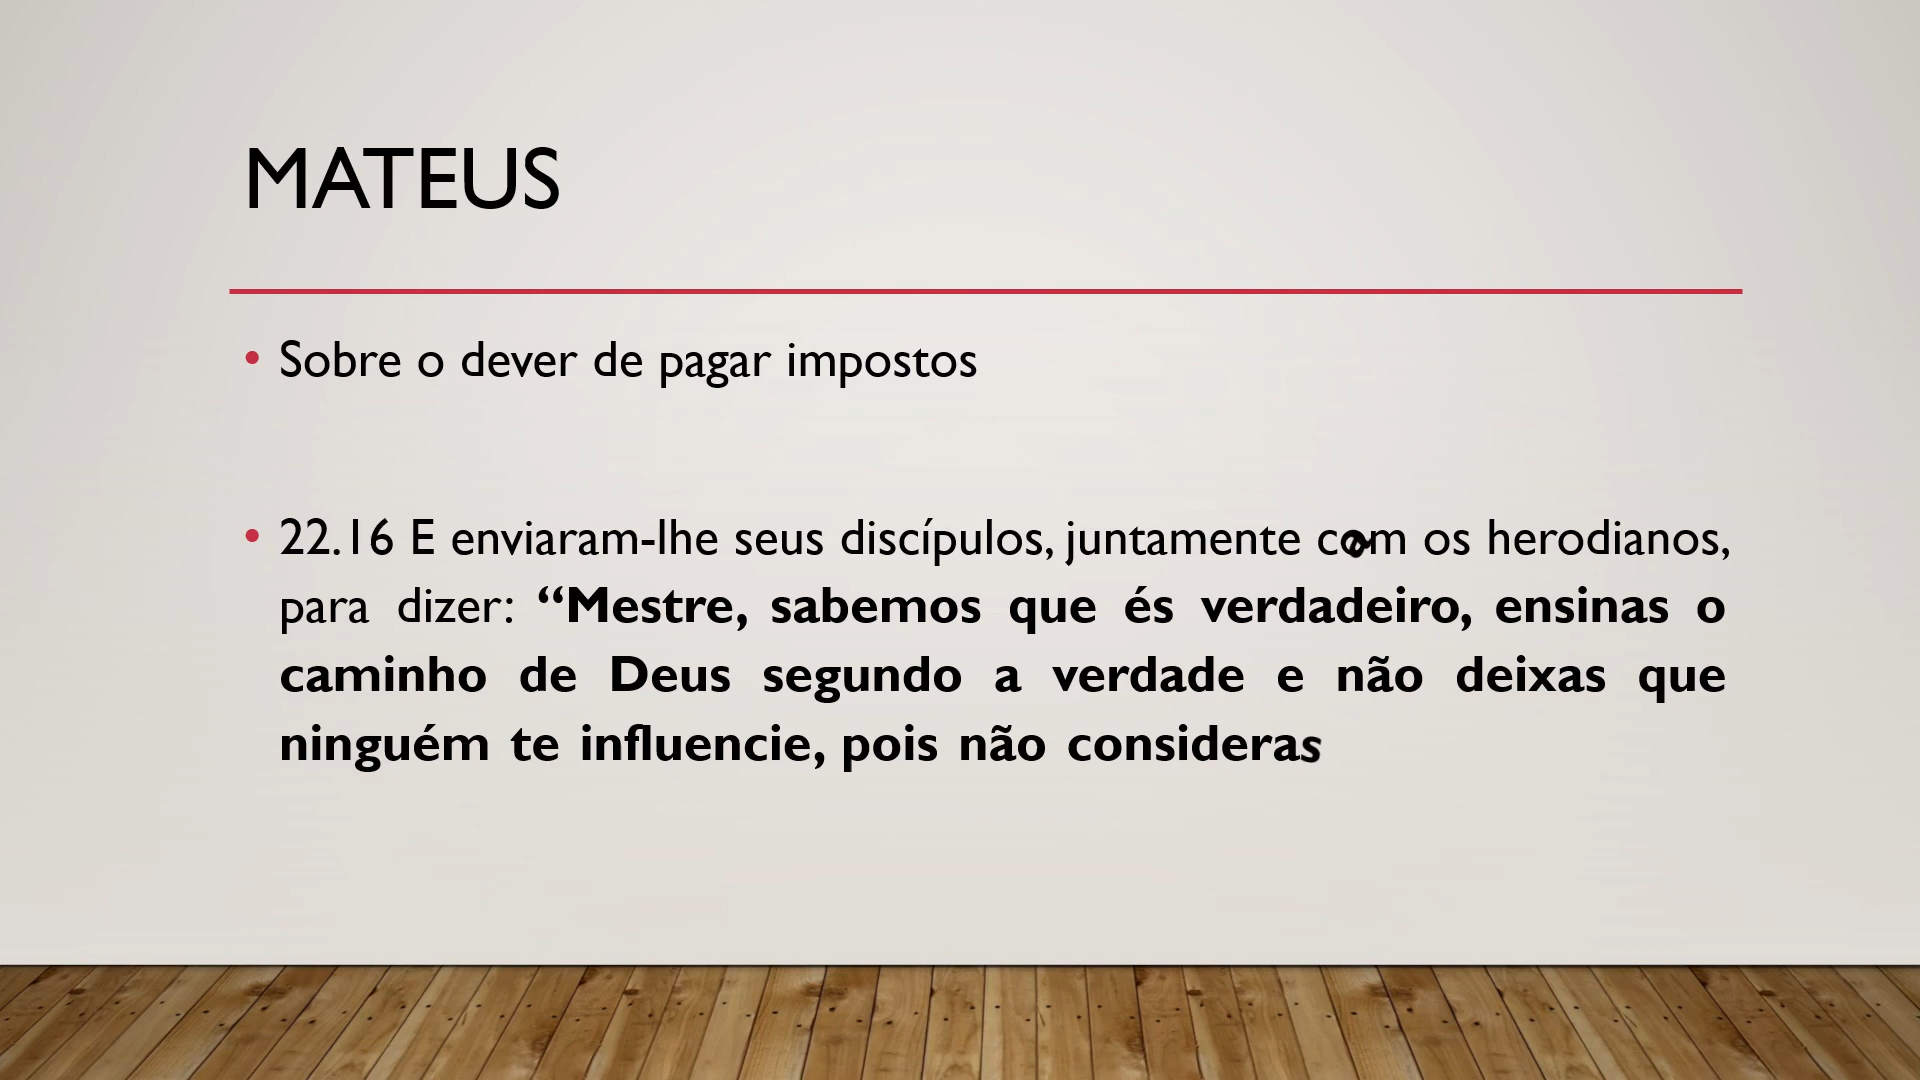 MATEUS
• Sobre o dever de pagar impostos
• 22.16 E enviaram-lhe seus discípulos, juntamente com os herodianos,
para dizer: “Mestre, sabemos que és verdadeiro, ensinas o
caminho de Deus segundo a verdade e não deixas que
ninguém te influencie, pois não consideras